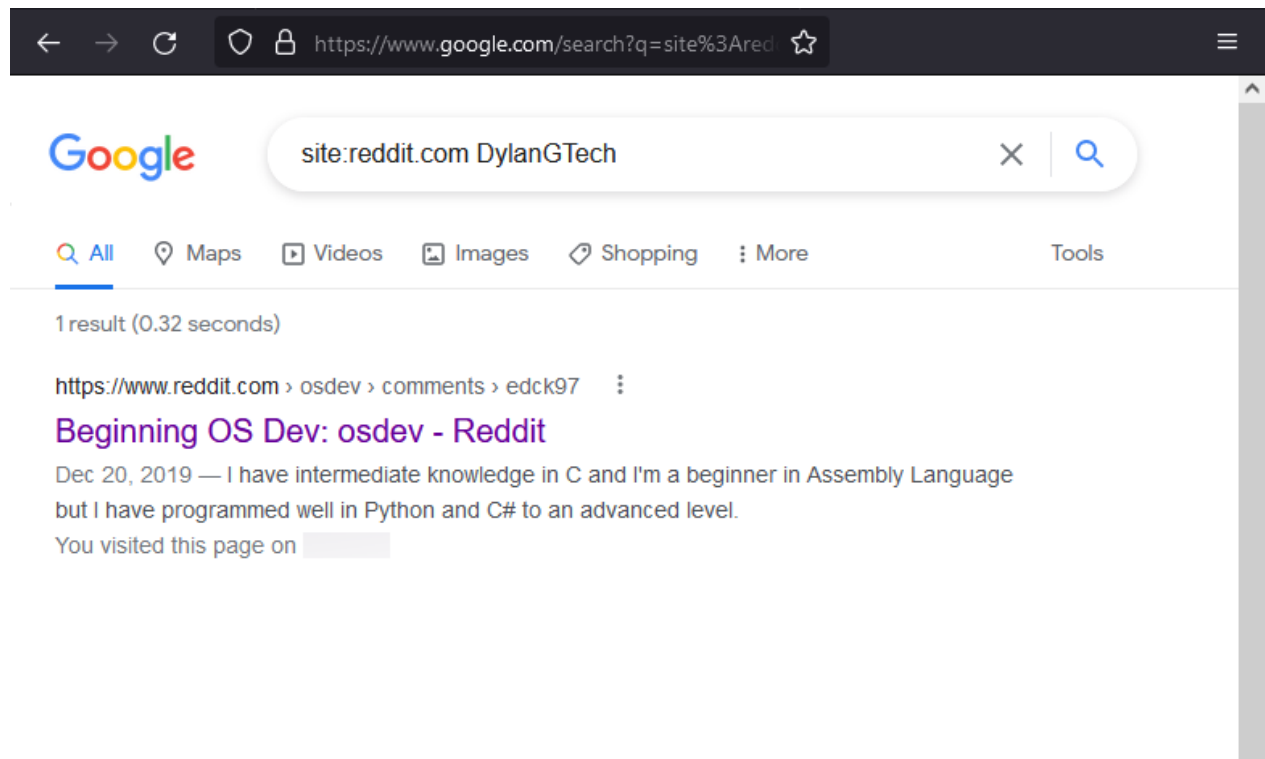 https://www.google.com/search?q=site%3Ared
Google
site:reddit.com DylanGTech
All Maps Videos Images Shopping More Tools
1 result (0.32 seconds)
https://www.reddit.com › osdev › comments › edck97
Beginning OS Dev: osdev - Reddit
Dec 20, 2019 — I have intermediate knowledge in C and I'm a beginner in Assembly Language
but I have programmed well in Python and C# to an advanced level.
You visited this page on